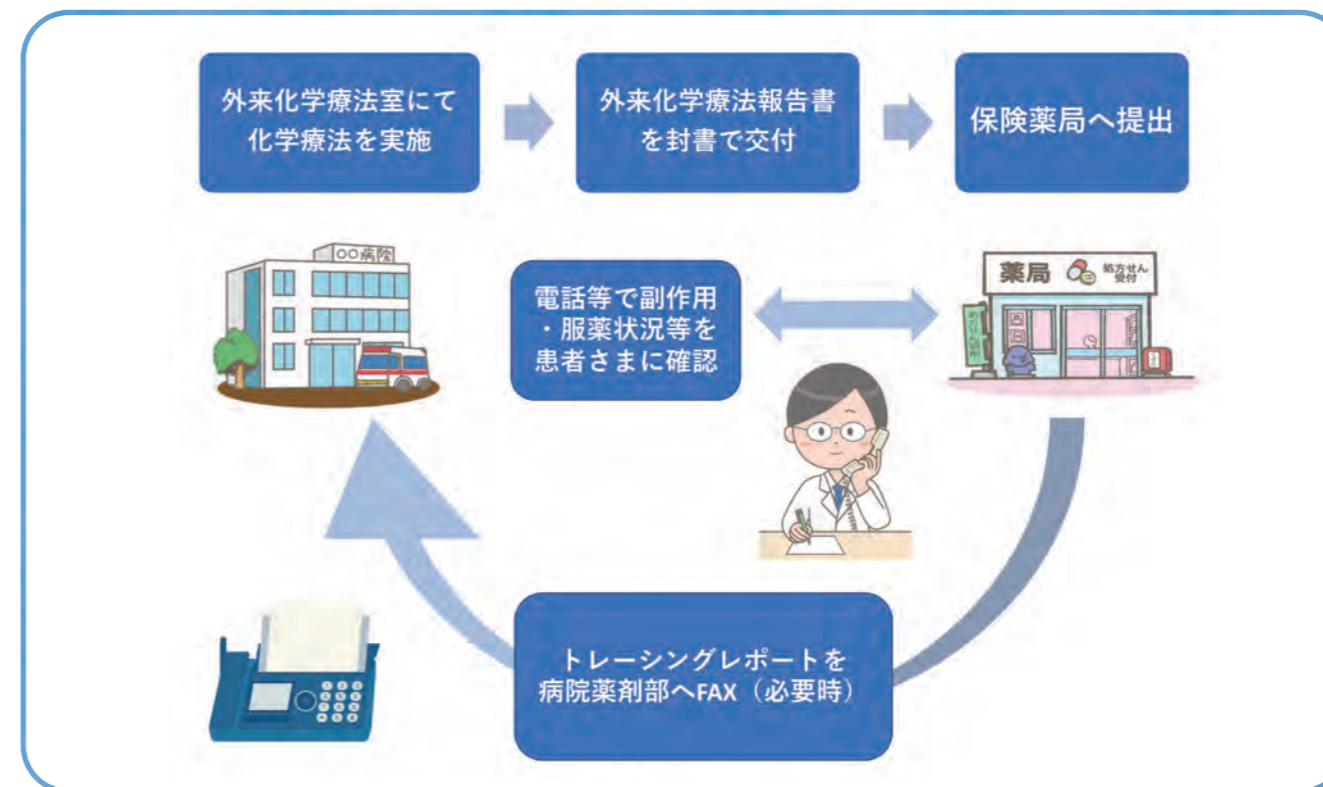 外来化学療法室にて
化学療法を実施
外来化学療法報告書
を封書で交付
保険薬局へ提出
〇〇病院
電話等で副作用
・服薬状況等を
患者さまに確認
薬局
処方せん
受付
トレーシングレポートを
病院薬剤部へFAX（必要時）